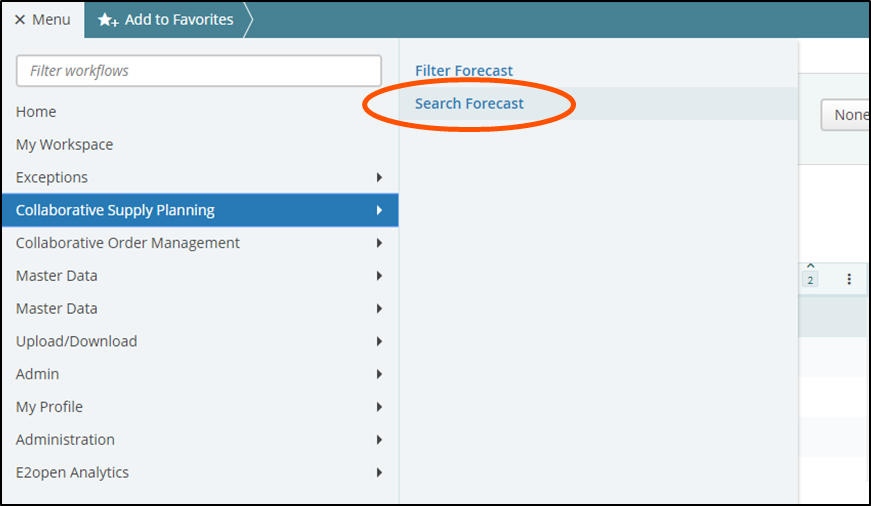 ✕ Menu
Add to Favorites
Filter workflows
Home
My Workspace
Exceptions
Collaborative Supply Planning
Collaborative Order Management
Master Data
Master Data
Upload/Download
Admin
My Profile
Administration
E2open Analytics
Filter Forecast
Search Forecast
None
2